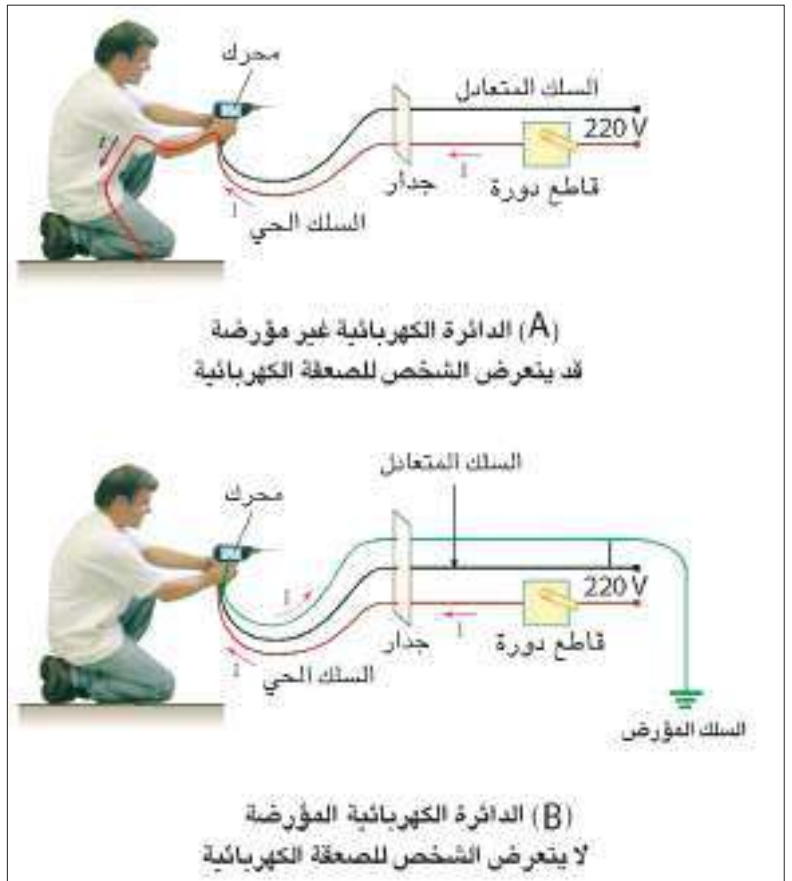 محرك
السلك المتعادل
220 V
I
I
جدار
قاطع دورة
السلك الحي
I
(A) الدائرة الكهربائية غير مؤرضة
قد يتعرض الشخص للصعقة الكهربائية
السلك المتعادل
محرك
220 V
I
I
قاطع دورة
جدار
I
السلك الحي
السلك المؤرض
(B) الدائرة الكهربائية المؤرضة
لا يتعرض الشخص للصعقة الكهربائية